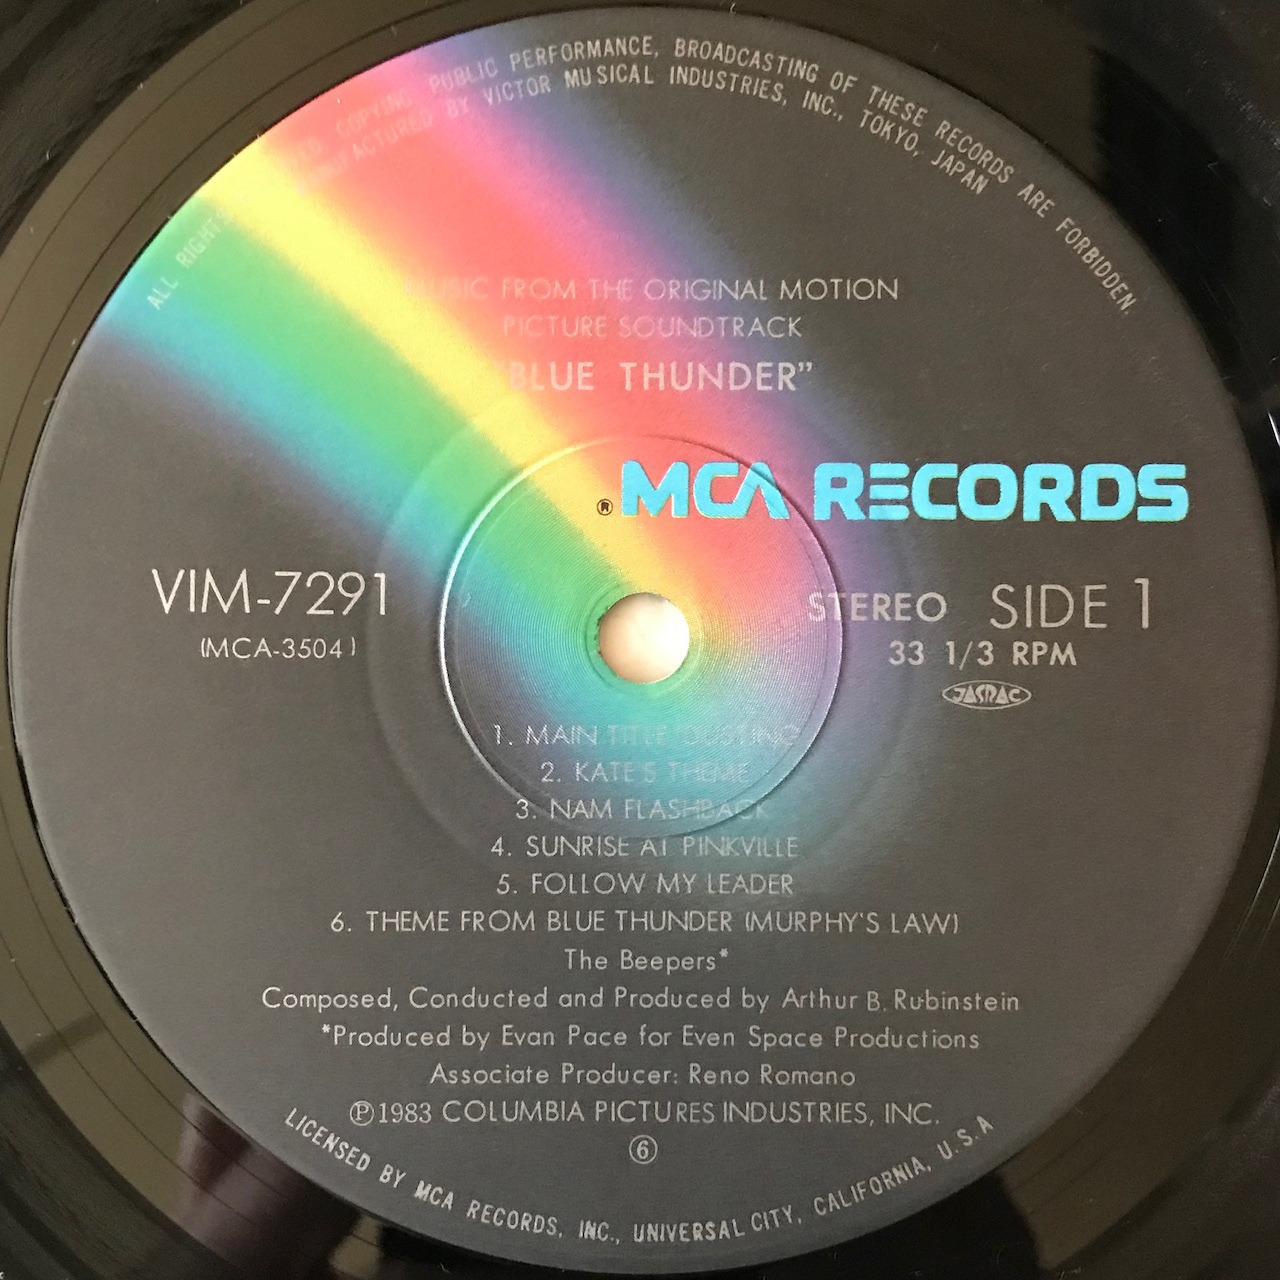 ALL RIGHTS RESERVED. COPYING, PUBLIC PERFORMANCE, BROADCASTING OF THESE RECORDS ARE FORBIDDEN.
MANUFACTURED BY VICTOR MUSICAL INDUSTRIES, INC., TOKYO, JAPAN
MUSIC FROM THE ORIGINAL MOTION
PICTURE SOUNDTRACK
"BLUE THUNDER"
® MCA RECORDS
VIM-7291
(MCA-3504)
STEREO SIDE 1
33 1/3 RPM
JASRAC
1. MAIN TITLE DUSTING
2. KATE'S THEME
3. NAM FLASHBACK
4. SUNRISE AT PINKVILLE
5. FOLLOW MY LEADER
6. THEME FROM BLUE THUNDER (MURPHY'S LAW)
The Beepers*
Composed, Conducted and Produced by Arthur B. Rubinstein
*Produced by Evan Pace for Even Space Productions
Associate Producer: Reno Romano
Ⓟ1983 COLUMBIA PICTURES INDUSTRIES, INC.
⑥
LICENSED BY MCA RECORDS, INC., UNIVERSAL CITY, CALIFORNIA, U.S.A